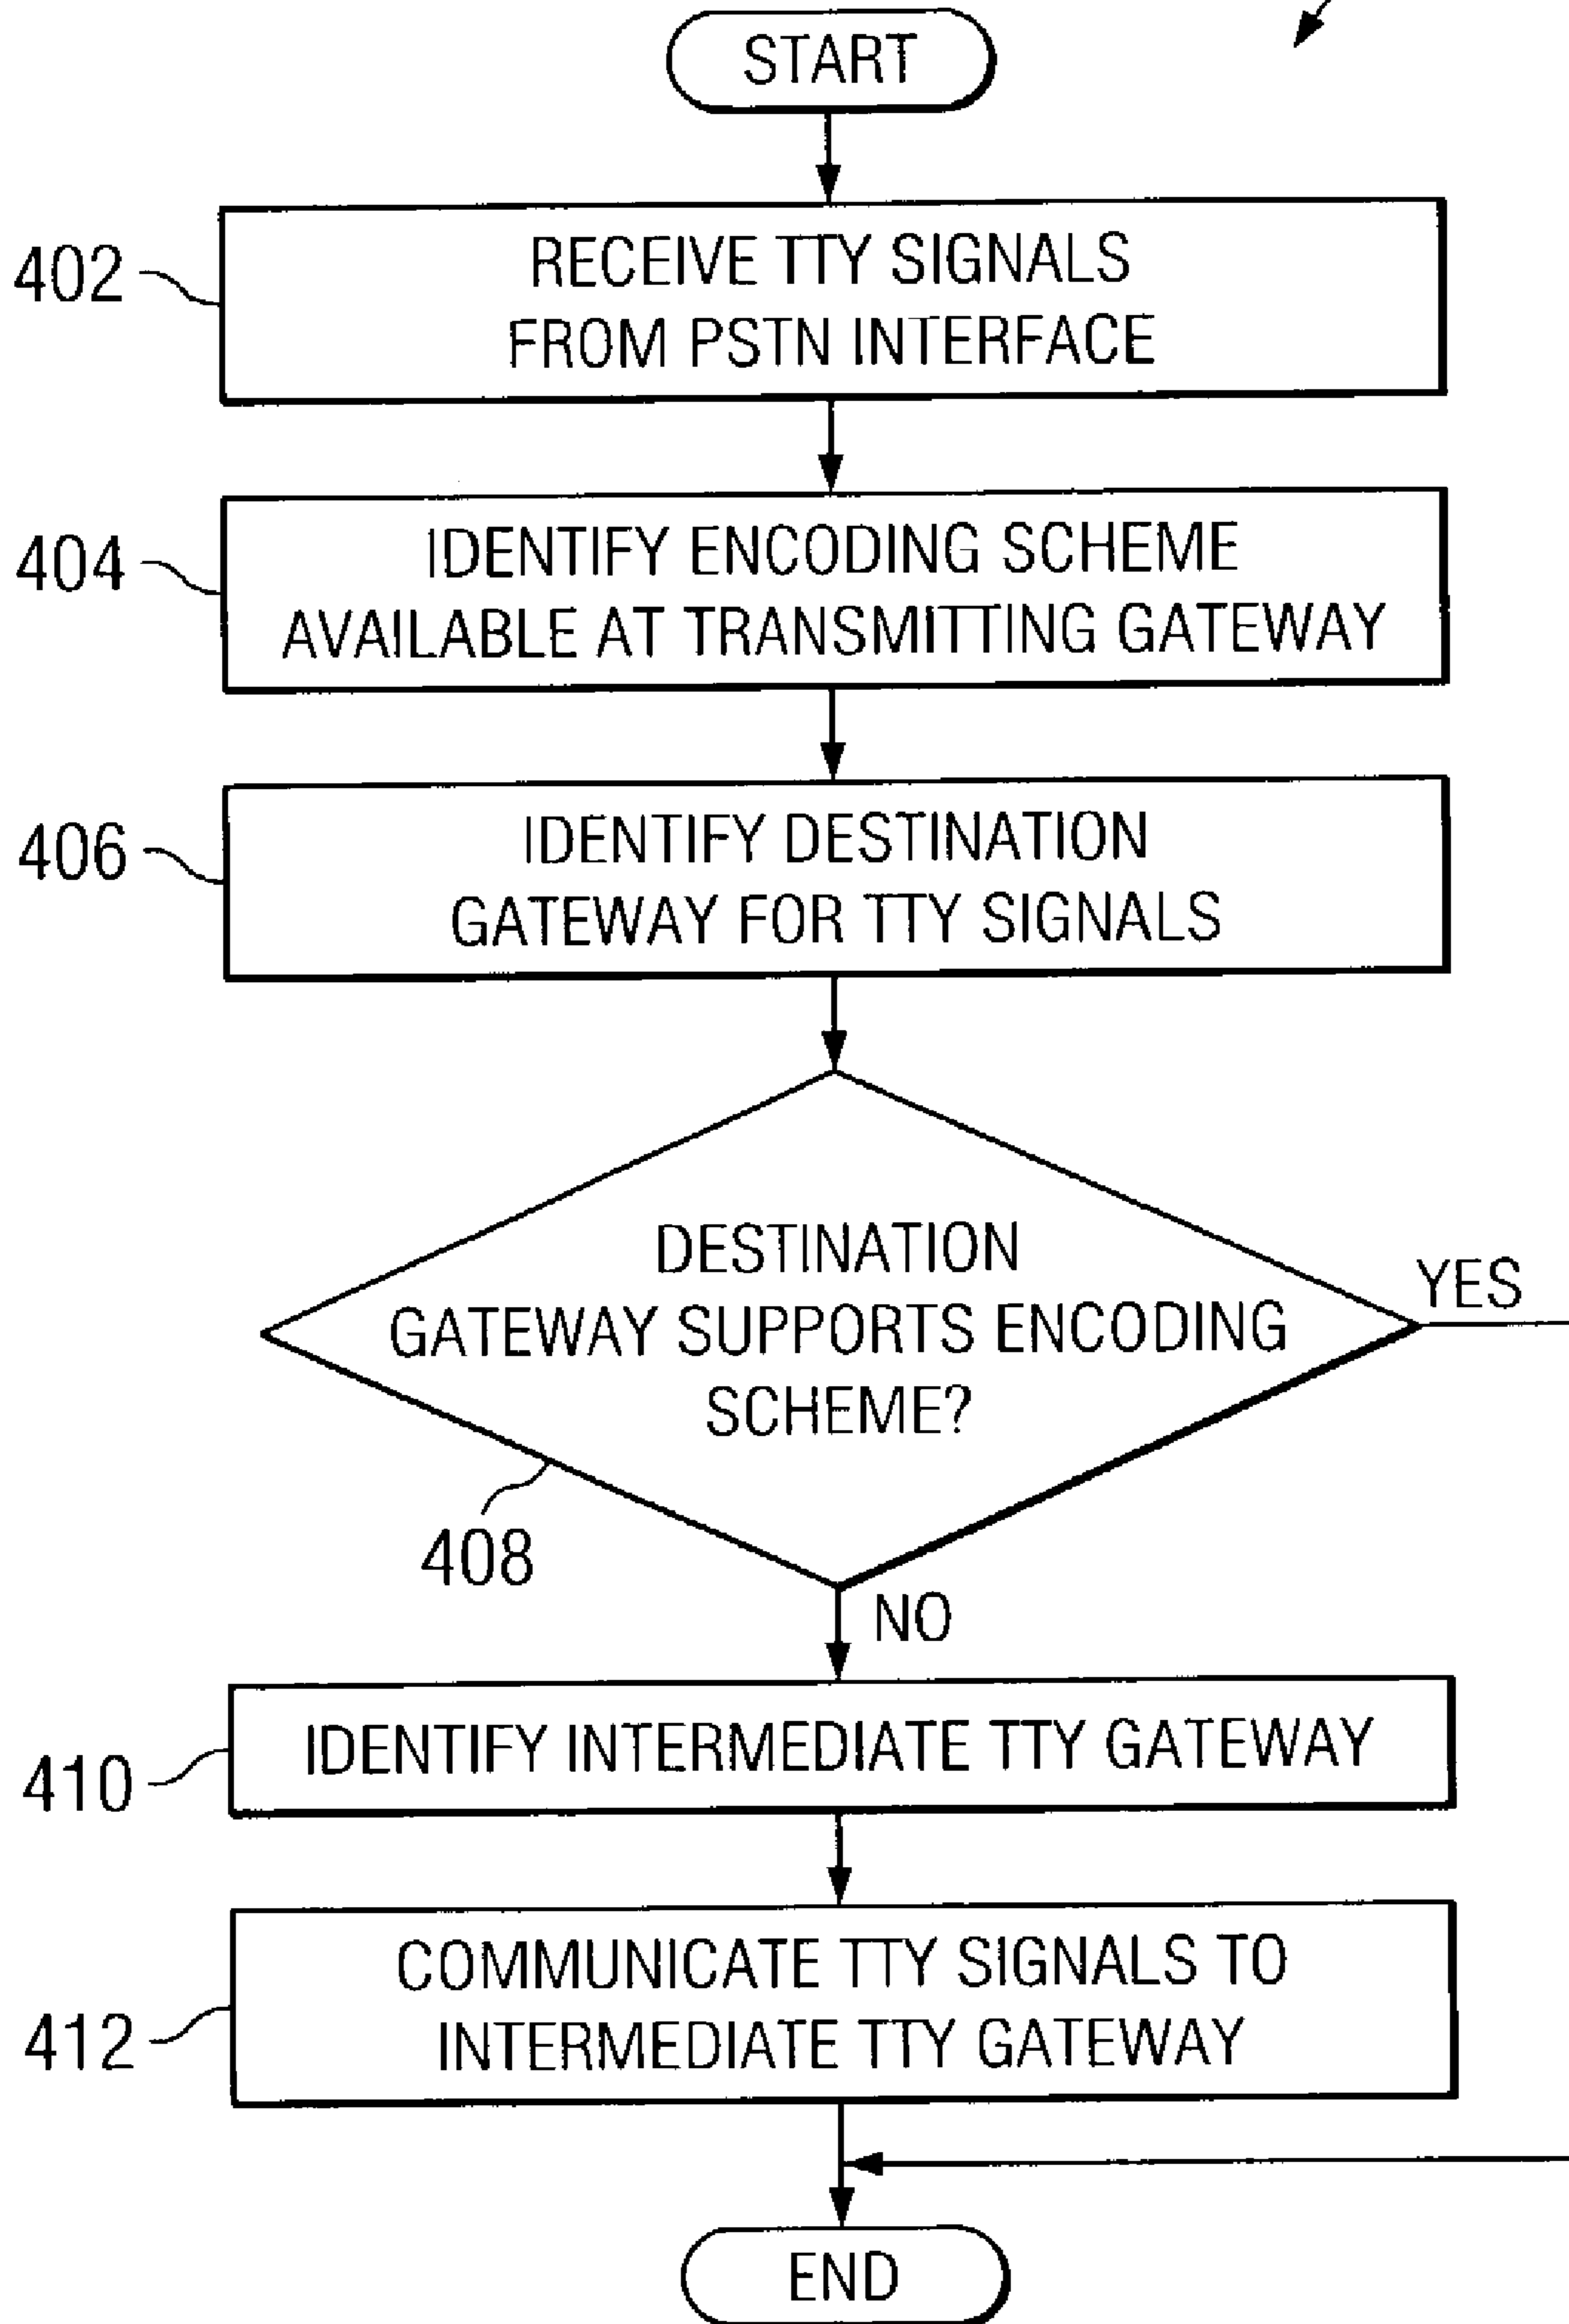 START
402
RECEIVE TTY SIGNALS
FROM PSTN INTERFACE
404
IDENTIFY ENCODING SCHEME
AVAILABLE AT TRANSMITTING GATEWAY
406
IDENTIFY DESTINATION
GATEWAY FOR TTY SIGNALS
DESTINATION
GATEWAY SUPPORTS ENCODING
SCHEME?
YES
408
NO
410
IDENTIFY INTERMEDIATE TTY GATEWAY
412
COMMUNICATE TTY SIGNALS TO
INTERMEDIATE TTY GATEWAY
END